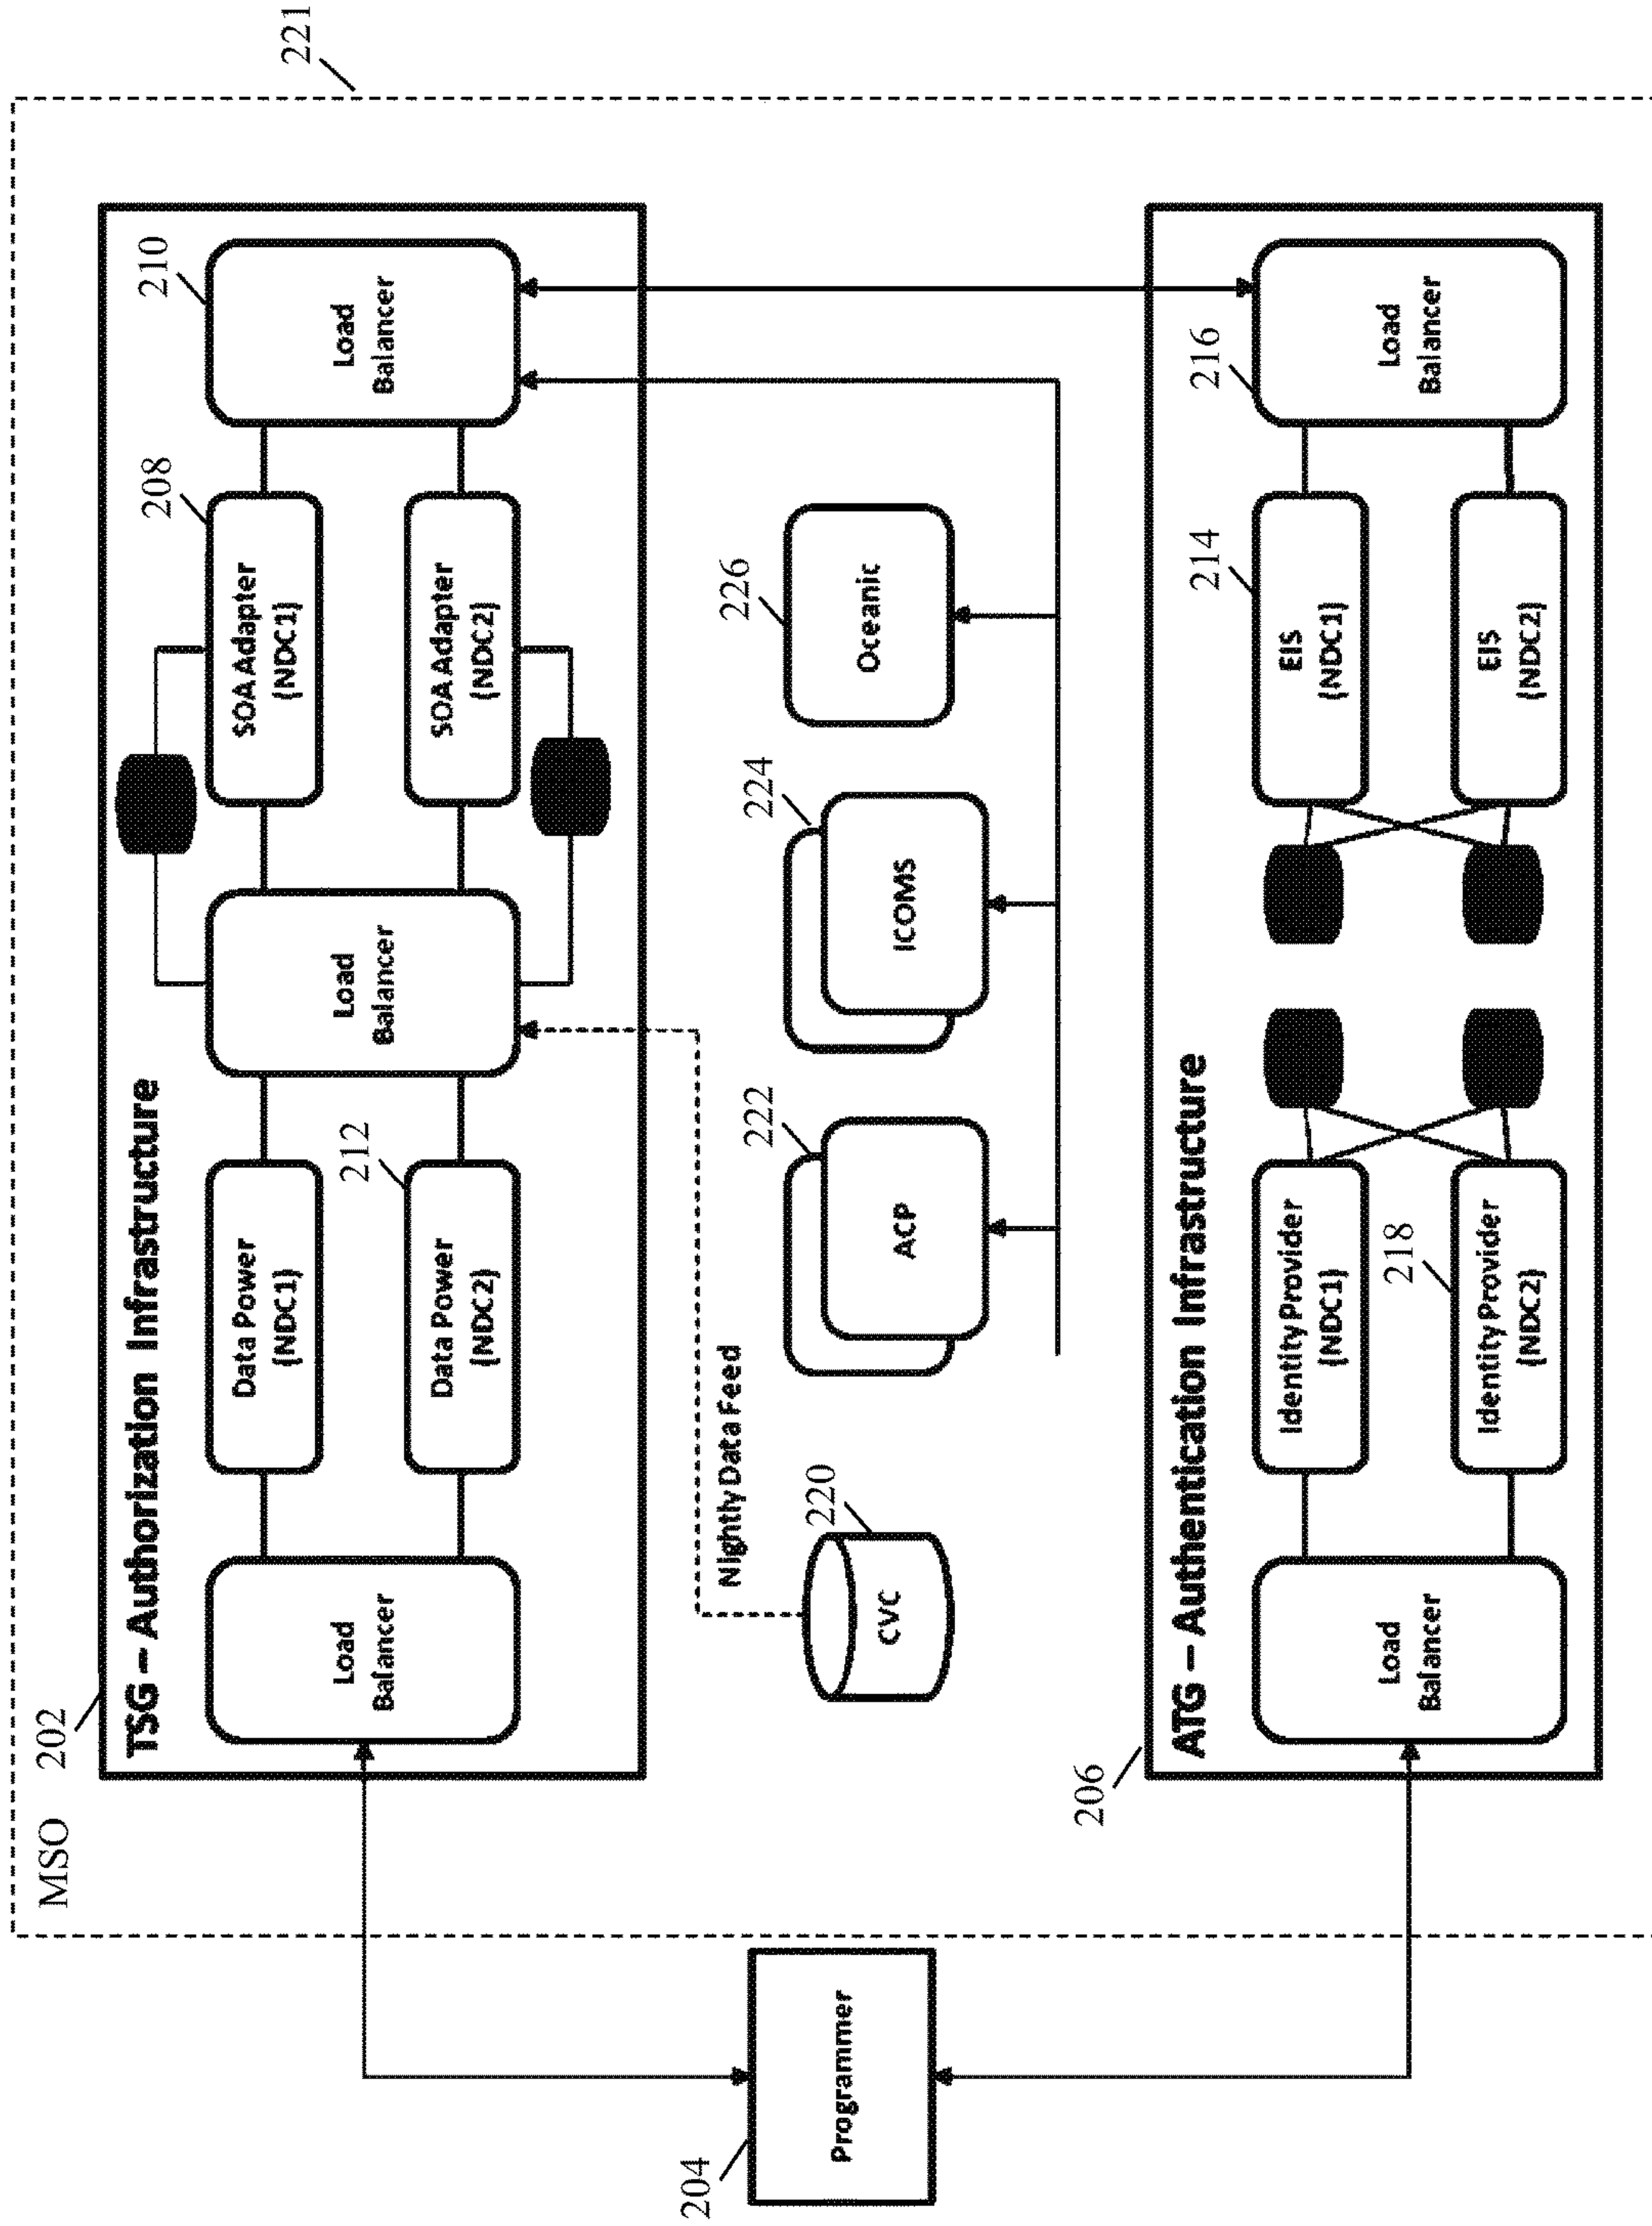 MSO
202
221
TSG – Authorization Infrastructure
Load
Balancer
Data Power
(NDC1)
Data Power
(NDC2)
212
Load
Balancer
SOA Adapter
(NDC1)
208
SOA Adapter
(NDC2)
Load
Balancer
210
204
Programmer
Nightly Data Feed
CVC
220
ACP
222
ICOMS
224
Oceanic
226
206
ATG – Authentication Infrastructure
Load
Balancer
Identity Provider
(NDC1)
218
Identity Provider
(NDC2)
EIS
(NDC1)
214
EIS
(NDC2)
Load
Balancer
216